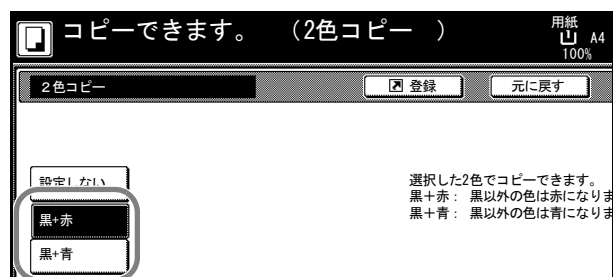 コピーできます。 （2色コピー ）
用紙
A4
100%
2色コピー
登録
元に戻す
設定しない
選択した2色でコピーできます。
黒＋赤： 黒以外の色は赤になりま
黒＋青： 黒以外の色は青になりま
黒+赤
黒+青